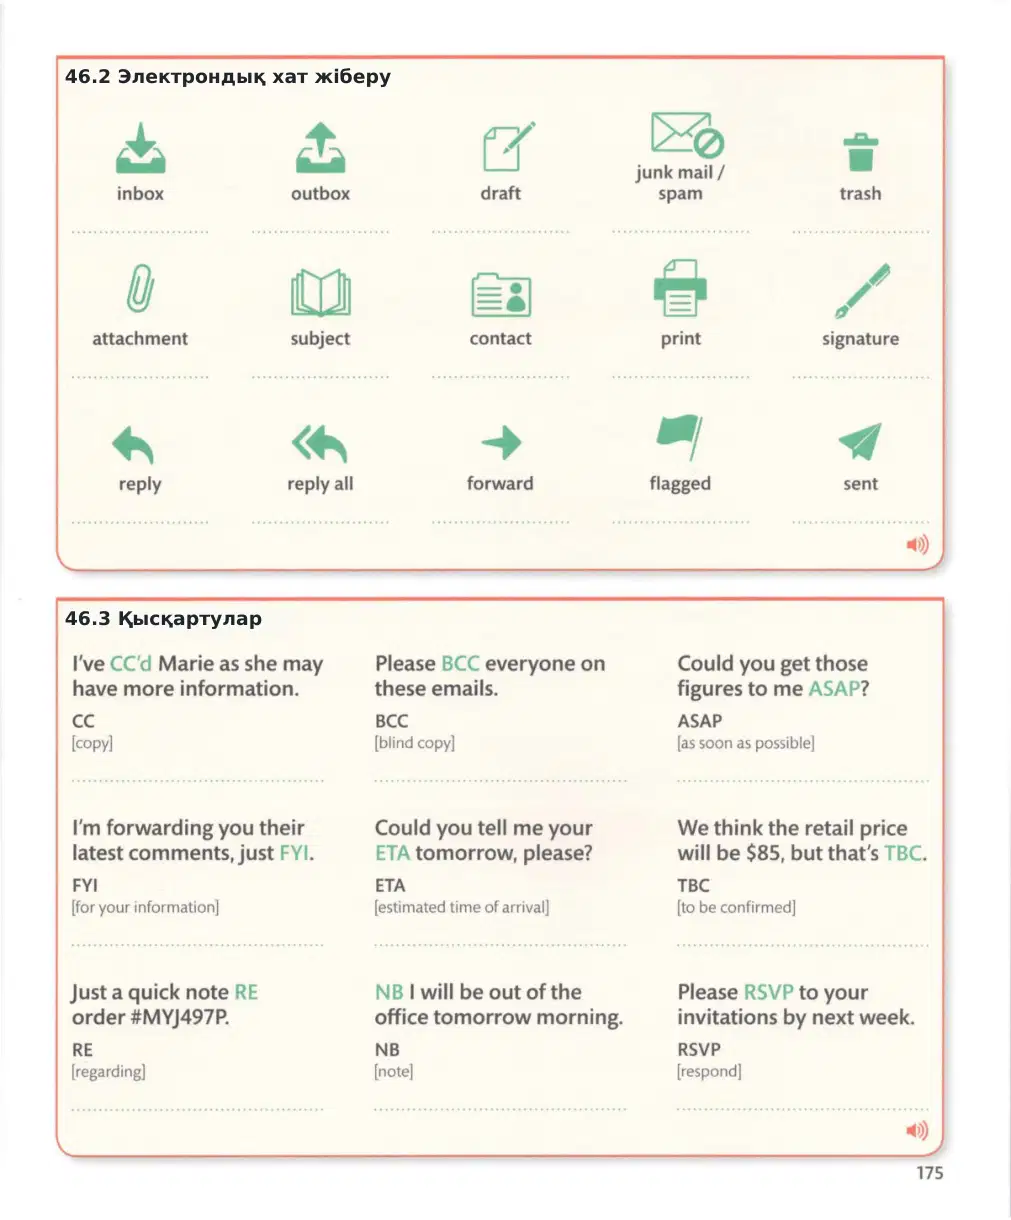 46.2 Электрондық хат жіберу
inbox
outbox
draft
junk mail /
spam
trash
attachment
subject
contact
print
signature
reply
reply all
forward
flagged
sent
46.3 Қысқартулар
I've CC'd Marie as she may
have more information.
CC
[copy]
Please BCC everyone on
these emails.
BCC
[blind copy]
Could you get those
figures to me ASAP?
ASAP
[as soon as possible]
I'm forwarding you their
latest comments, just FYI.
FYI
[for your information]
Could you tell me your
ETA tomorrow, please?
ETA
[estimated time of arrival]
We think the retail price
will be $85, but that's TBC.
TBC
[to be confirmed]
Just a quick note RE
order #MYJ497P.
RE
[regarding]
NB I will be out of the
office tomorrow morning.
NB
[note]
Please RSVP to your
invitations by next week.
RSVP
[respond]
175